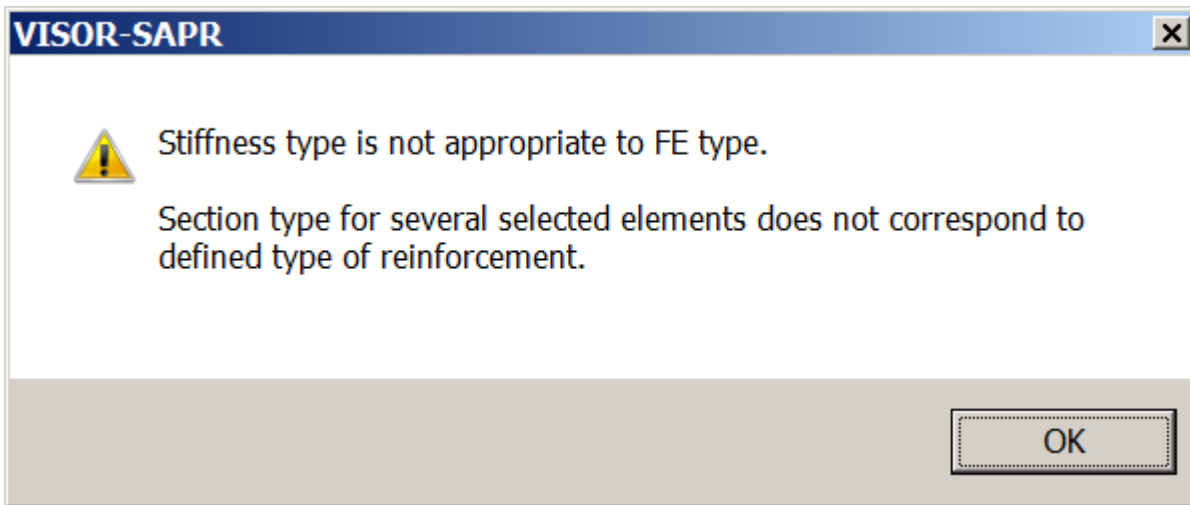 VISOR-SAPR
Stiffness type is not appropriate to FE type.
Section type for several selected elements does not correspond to
defined type of reinforcement.
OK